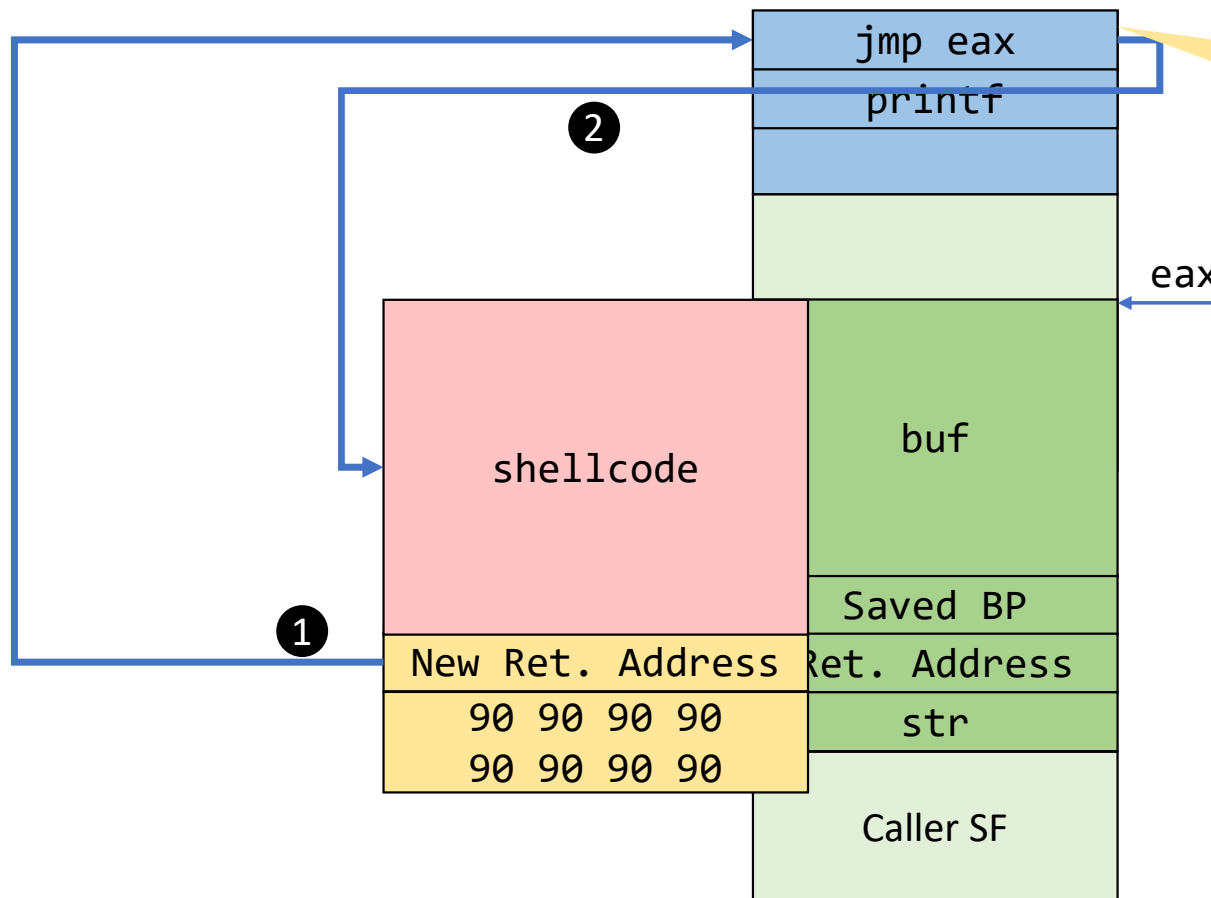 jmp eax
printf
2
eax
buf
shellcode
Saved BP
1
New Ret. Address
Ret. Address
90 90 90 90
str
90 90 90 90
Caller SF